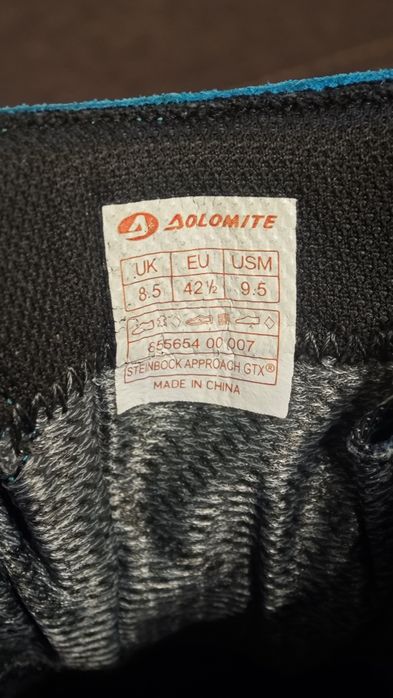 DOLOMITE
UK EU USM
8.5 42½ 9.5
855654 00 007
STEINBOCK APPROACH GTX®
MADE IN CHINA